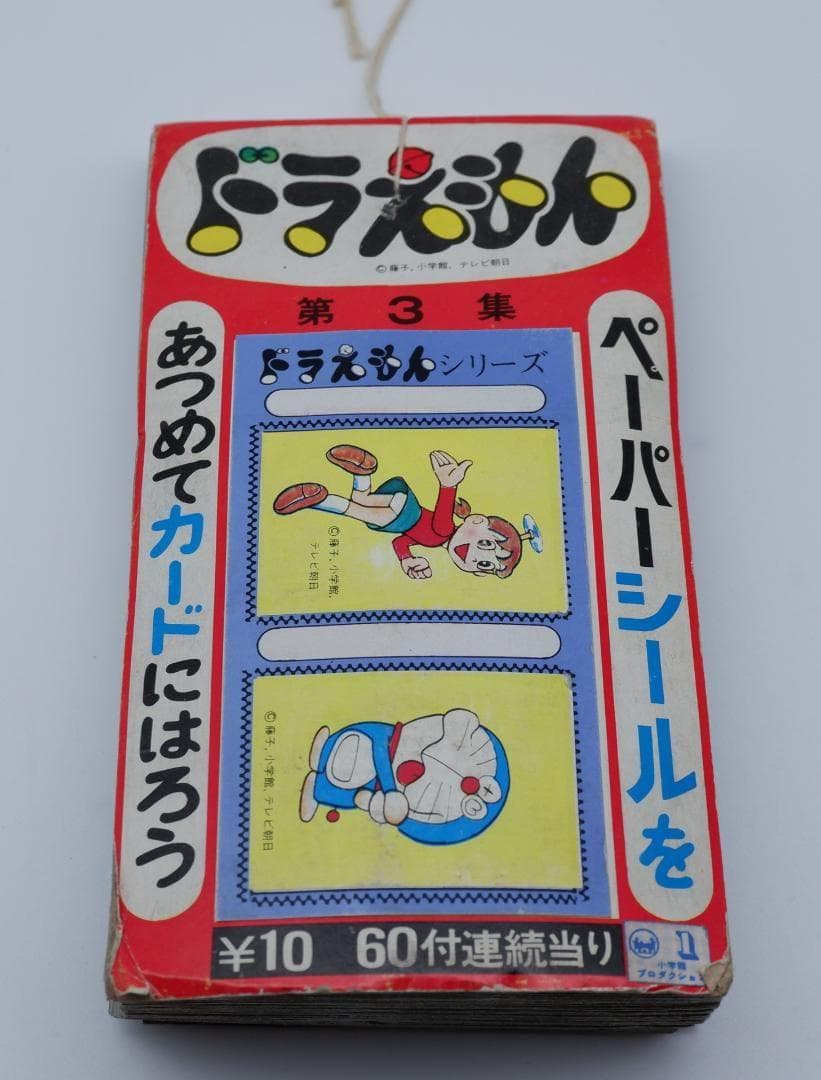 ドラえもん
©藤子,小学館、テレビ朝日
第3集
ペーパーシールを
あつめてカードにはろう
ドラえもんシリーズ
©藤子,小学館,
テレビ朝日
©藤子,小学館,テレビ朝日
¥10 60付連続当り
1
小学館
プロダクション